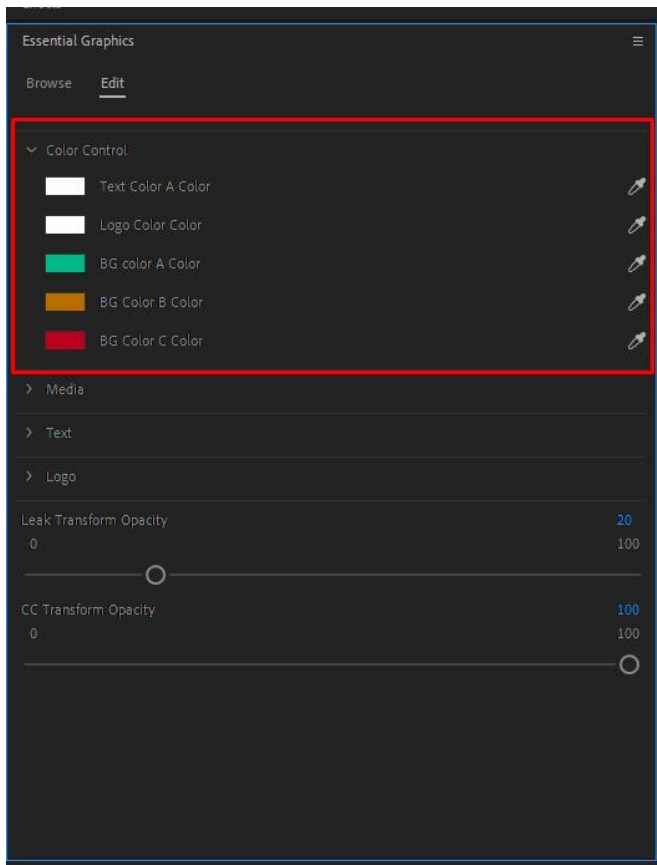 Essential Graphics
Browse Edit
Color Control
Text Color A Color
Logo Color Color
BG color A Color
BG Color B Color
BG Color C Color
Media
Text
Logo
Leak Transform Opacity 20
0 100
CC Transform Opacity 100
0 100